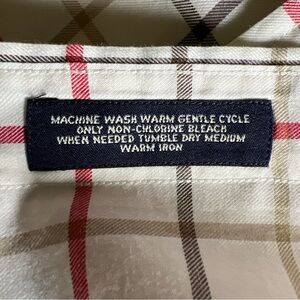 MACHINE WASH WARM GENTLE CYCLE
ONLY NON-CHLORINE BLEACH
WHEN NEEDED TUMBLE DRY MEDIUM
WARM IRON